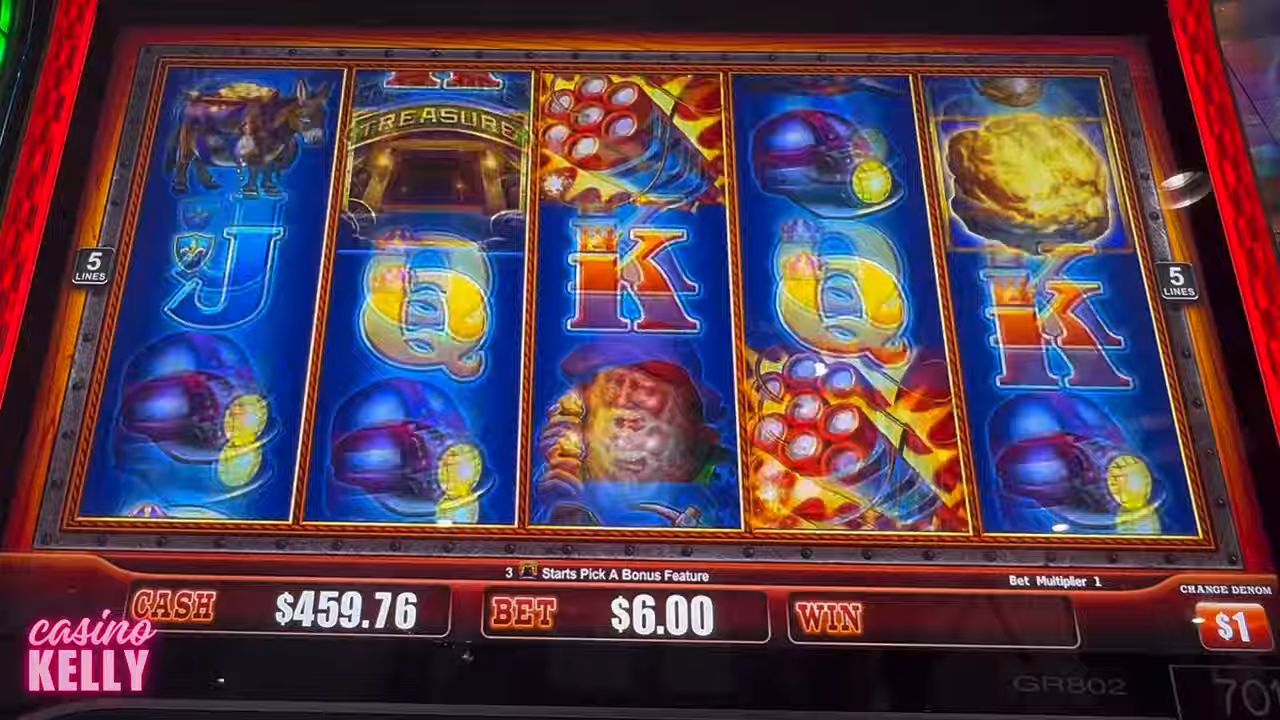 TREASURE
J
Q
K
Q
K
5
LINES
5
LINES
3 Starts Pick A Bonus Feature
Bet Multiplier 1
CHANGE DENOM
CASH $459.76
BET $6.00
WIN
$1
casino
KELLY
GR802